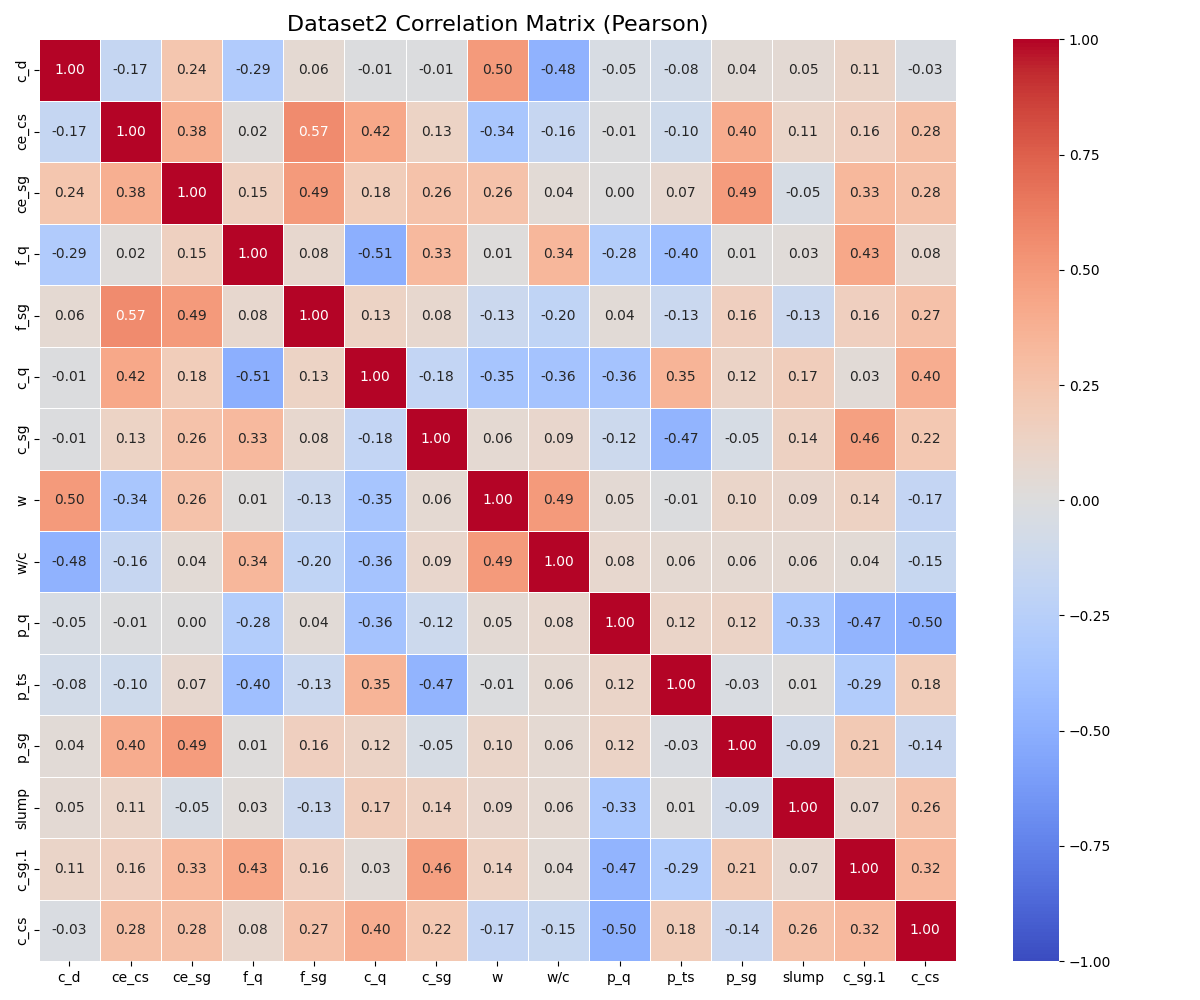 Dataset2 Correlation Matrix (Pearson)
c_d 1.00 -0.17 0.24 -0.29 0.06 -0.01 -0.01 0.50 -0.48 -0.05 -0.08 0.04 0.05 0.11 -0.03
ce_cs -0.17 1.00 0.38 0.02 0.57 0.42 0.13 -0.34 -0.16 -0.01 -0.10 0.40 0.11 0.16 0.28
ce_sg 0.24 0.38 1.00 0.15 0.49 0.18 0.26 0.26 0.04 0.00 0.07 0.49 -0.05 0.33 0.28
f_q -0.29 0.02 0.15 1.00 0.08 -0.51 0.33 0.01 0.34 -0.28 -0.40 0.01 0.03 0.43 0.08
f_sg 0.06 0.57 0.49 0.08 1.00 0.13 0.08 -0.13 -0.20 0.04 -0.13 0.16 -0.13 0.16 0.27
c_q -0.01 0.42 0.18 -0.51 0.13 1.00 -0.18 -0.35 -0.36 -0.36 0.35 0.12 0.17 0.03 0.40
c_sg -0.01 0.13 0.26 0.33 0.08 -0.18 1.00 0.06 0.09 -0.12 -0.47 -0.05 0.14 0.46 0.22
w 0.50 -0.34 0.26 0.01 -0.13 -0.35 0.06 1.00 0.49 0.05 -0.01 0.10 0.09 0.14 -0.17
w/c -0.48 -0.16 0.04 0.34 -0.20 -0.36 0.09 0.49 1.00 0.08 0.06 0.06 0.06 0.04 -0.15
p_q -0.05 -0.01 0.00 -0.28 0.04 -0.36 -0.12 0.05 0.08 1.00 0.12 0.12 -0.33 -0.47 -0.50
p_ts -0.08 -0.10 0.07 -0.40 -0.13 0.35 -0.47 -0.01 0.06 0.12 1.00 -0.03 0.01 -0.29 0.18
p_sg 0.04 0.40 0.49 0.01 0.16 0.12 -0.05 0.10 0.06 0.12 -0.03 1.00 -0.09 0.21 -0.14
slump 0.05 0.11 -0.05 0.03 -0.13 0.17 0.14 0.09 0.06 -0.33 0.01 -0.09 1.00 0.07 0.26
c_sg.1 0.11 0.16 0.33 0.43 0.16 0.03 0.46 0.14 0.04 -0.47 -0.29 0.21 0.07 1.00 0.32
c_cs -0.03 0.28 0.28 0.08 0.27 0.40 0.22 -0.17 -0.15 -0.50 0.18 -0.14 0.26 0.32 1.00
c_d ce_cs ce_sg f_q f_sg c_q c_sg w w/c p_q p_ts p_sg slump c_sg.1 c_cs
1.00
0.75
0.50
0.25
0.00
−0.25
−0.50
−0.75
−1.00